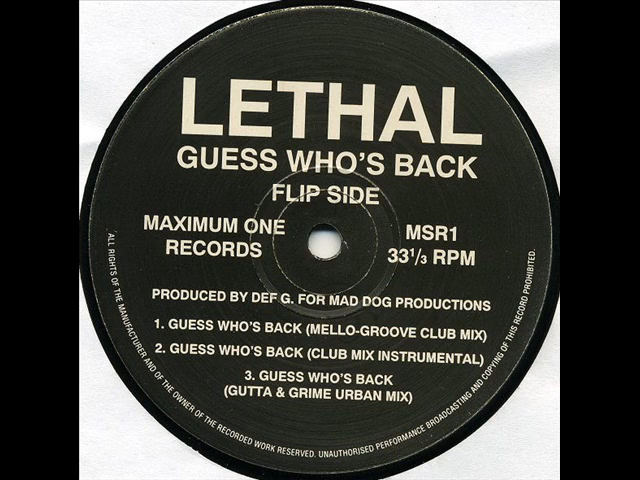 LETHAL
GUESS WHO'S BACK
FLIP SIDE
MAXIMUM ONE
RECORDS
MSR1
33⅓ RPM
PRODUCED BY DEF G. FOR MAD DOG PRODUCTIONS
1. GUESS WHO'S BACK (MELLO-GROOVE CLUB MIX)
2. GUESS WHO'S BACK (CLUB MIX INSTRUMENTAL)
3. GUESS WHO'S BACK
(GUTTA & GRIME URBAN MIX)
ALL RIGHTS OF THE MANUFACTURER AND OF THE OWNER OF THE RECORDED WORK RESERVED. UNAUTHORISED PERFORMANCE BROADCASTING AND COPYING OF THIS RECORD PROHIBITED.